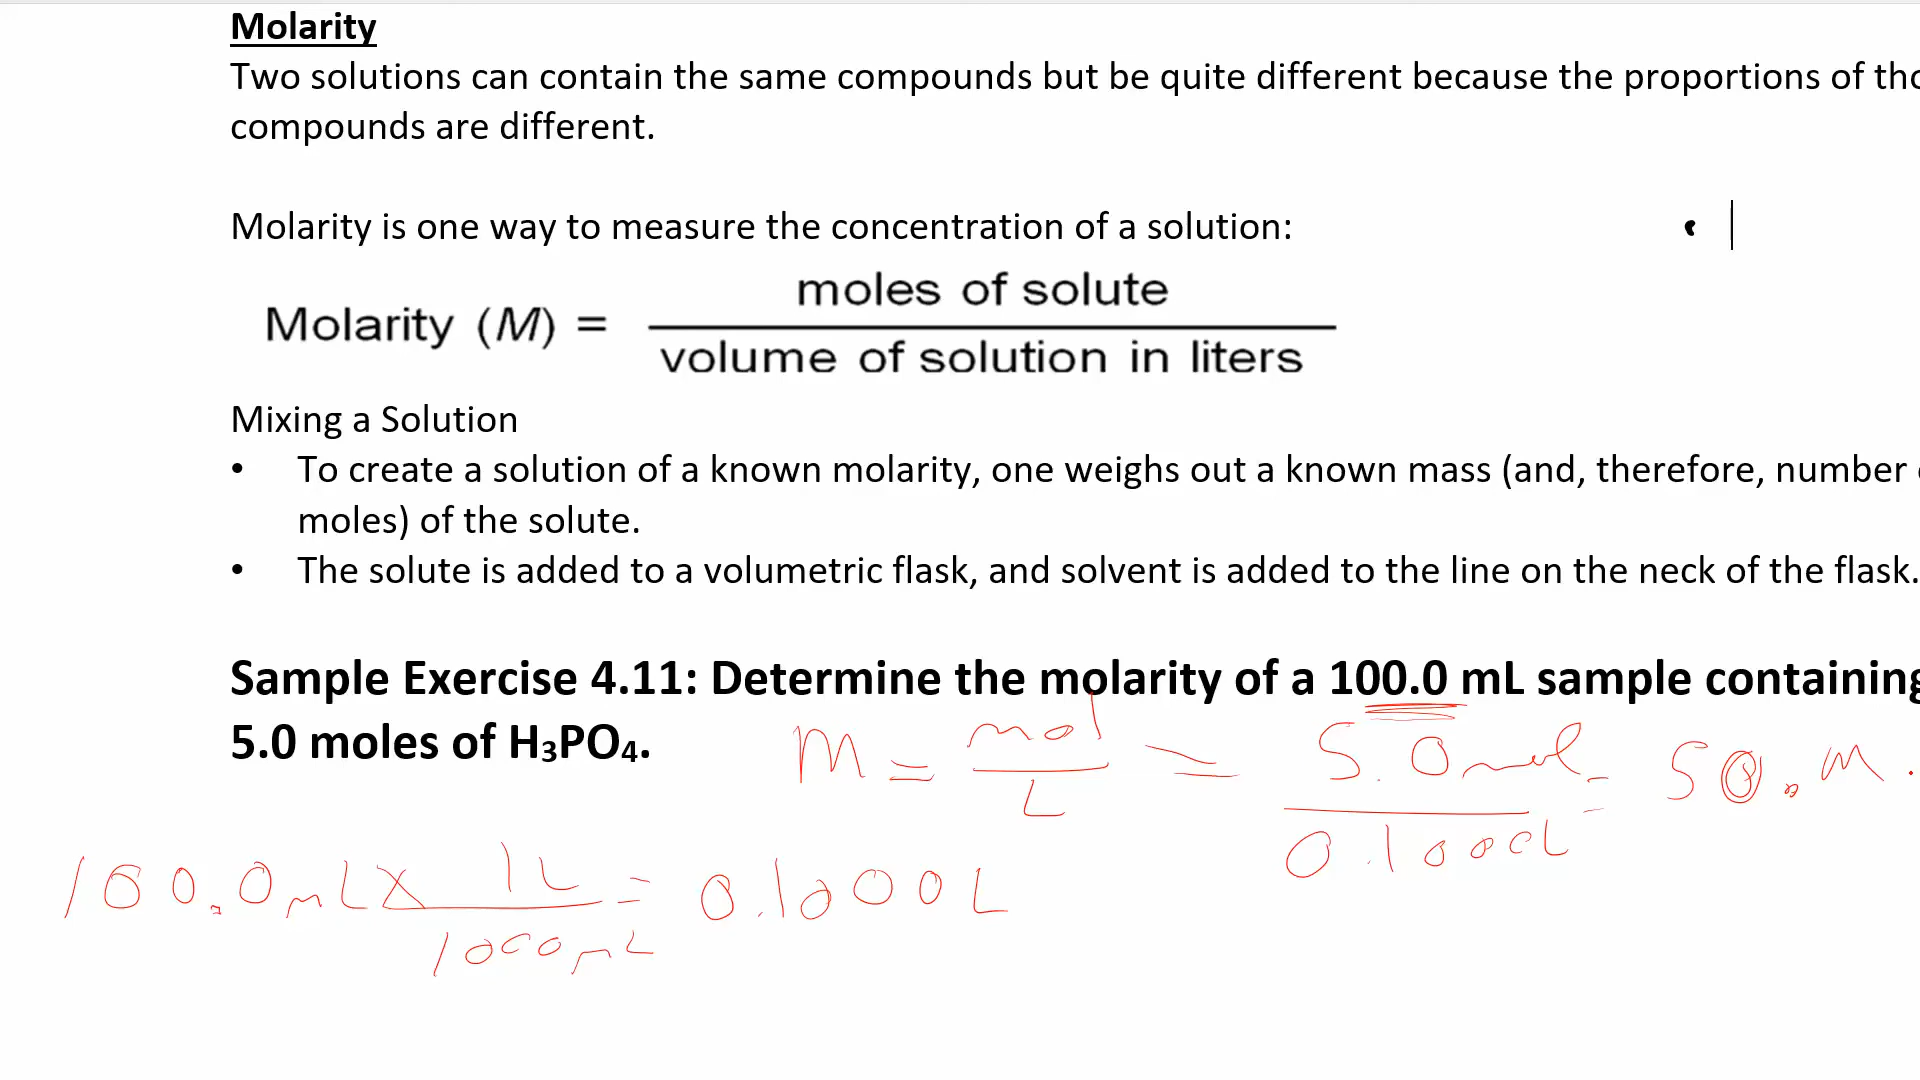 Molarity
Two solutions can contain the same compounds but be quite different because the proportions of
compounds are different.
Molarity is one way to measure the concentration of a solution:
Molarity (M) = moles of solute
volume of solution in liters
Mixing a Solution
• To create a solution of a known molarity, one weighs out a known mass (and, therefore, number
moles) of the solute.
• The solute is added to a volumetric flask, and solvent is added to the line on the neck of the flask.
Sample Exercise 4.11: Determine the molarity of a 100.0 mL sample containing
5.0 moles of H₃PO₄.
M = mol / L = 5.0 mol / 0.1000L = 50. M.
100.0 mL x 1L / 1000 mL = 0.1000 L